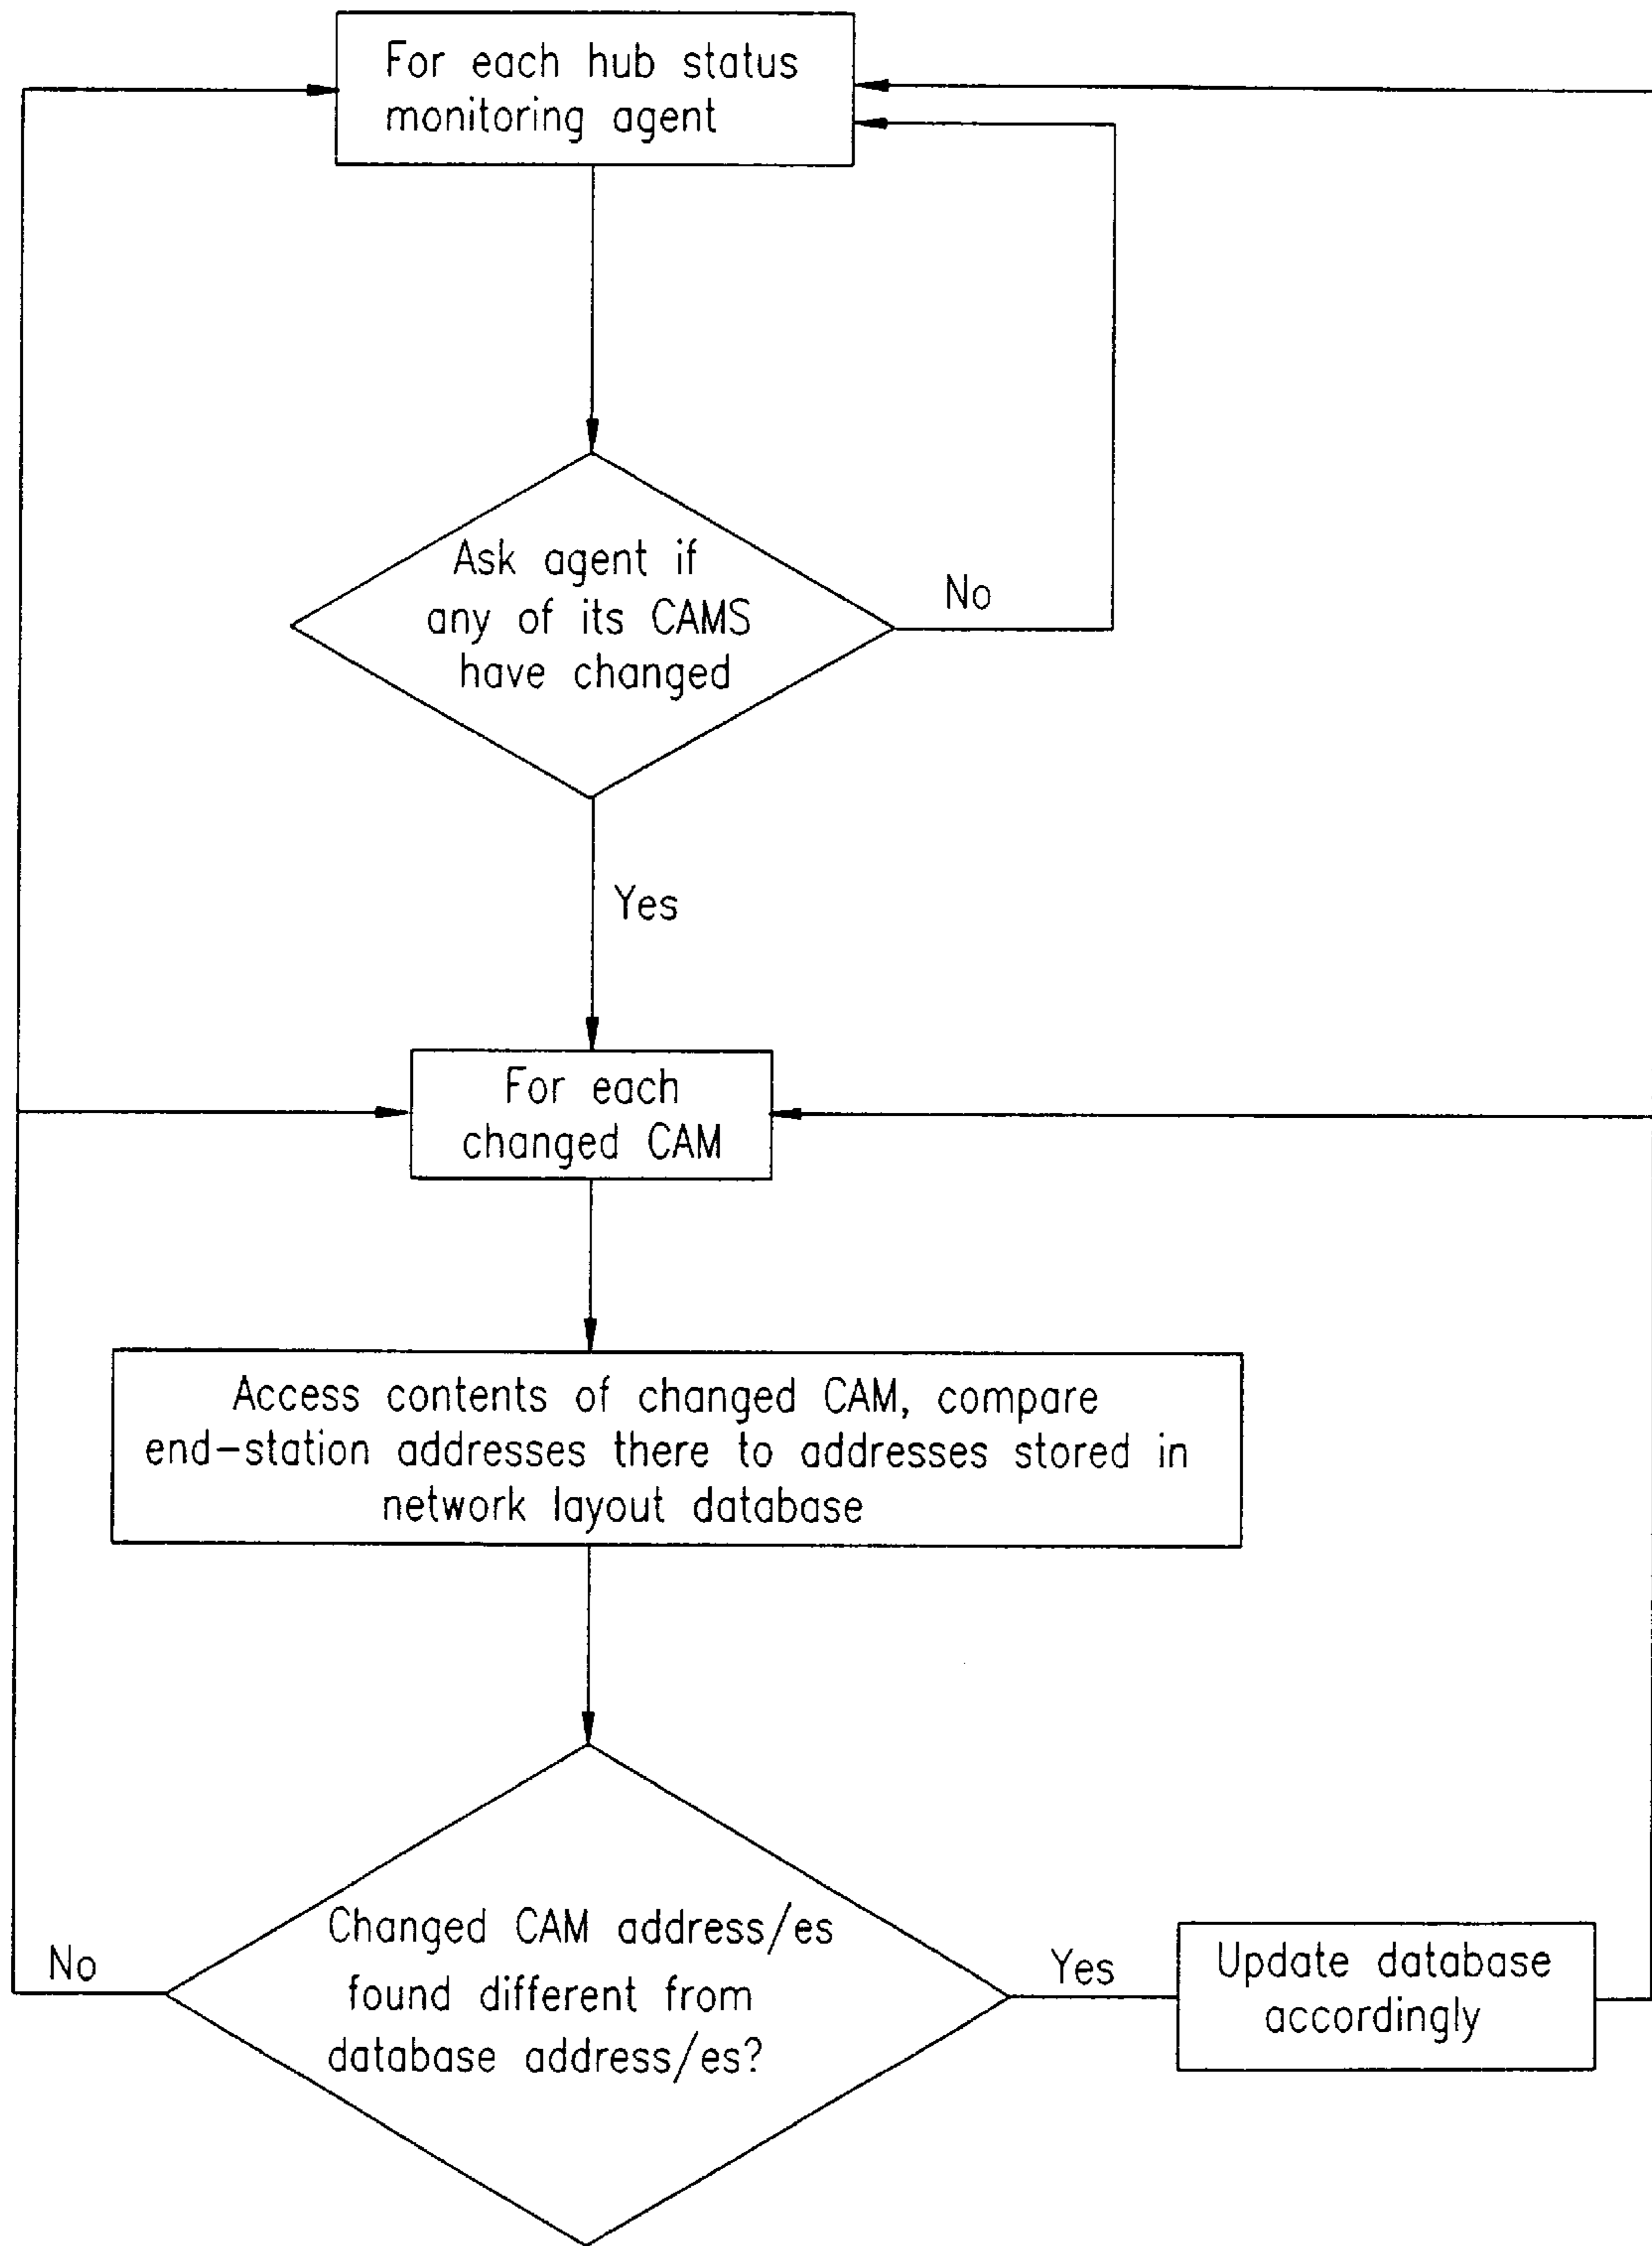 For each hub status
monitoring agent
Ask agent if
any of its CAMS
have changed
No
Yes
For each
changed CAM
Access contents of changed CAM, compare
end-station addresses there to addresses stored in
network layout database
Changed CAM address/es
found different from
database address/es?
No
Yes
Update database
accordingly